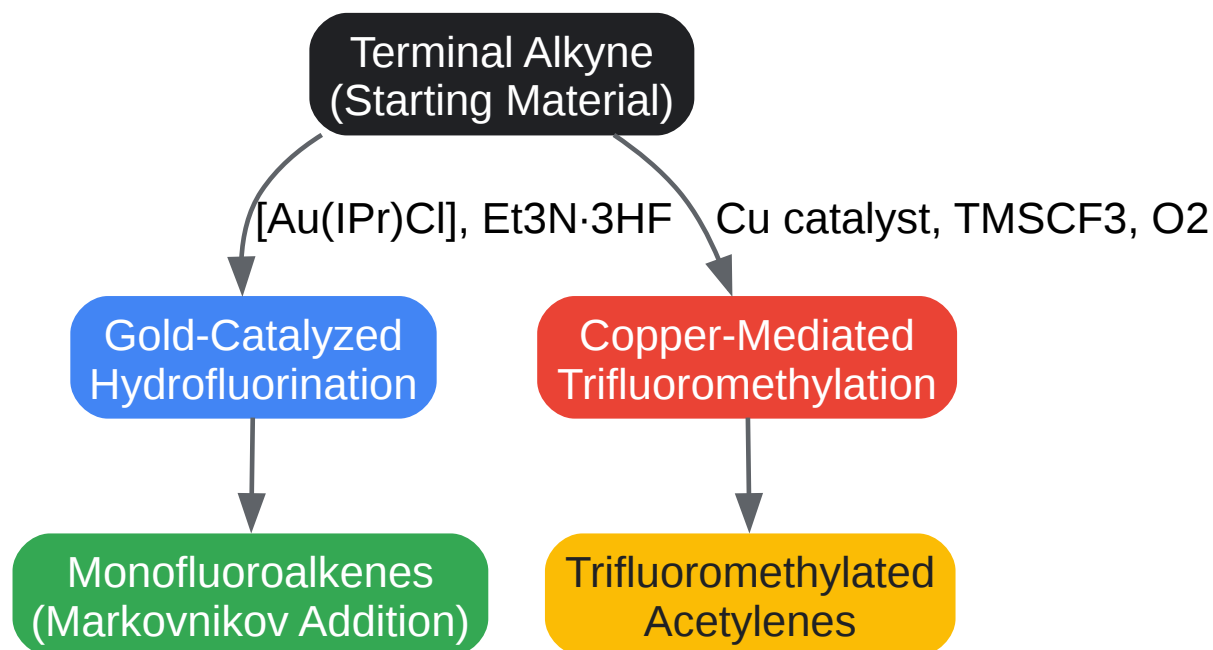 Terminal Alkyne
(Starting Material)
[Au(IPr)Cl], Et3N·3HF
Cu catalyst, TMSCF3, O2
Gold-Catalyzed
Hydrofluorination
Copper-Mediated
Trifluoromethylation
Monofluoroalkenes
(Markovnikov Addition)
Trifluoromethylated
Acetylenes